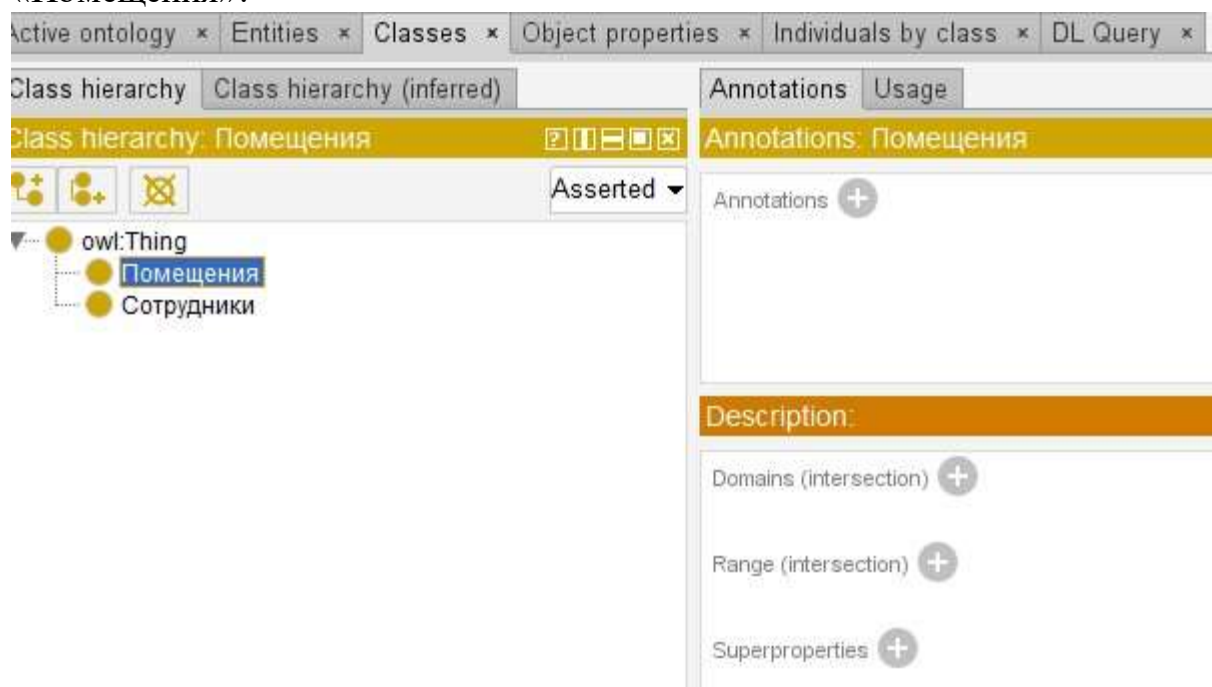 «Помещения».
Active ontology × Entities × Classes × Object properties × Individuals by class × DL Query ×
Class hierarchy Class hierarchy (inferred) Annotations Usage
Class hierarchy: Помещения Annotations: Помещения
Asserted
Annotations
owl:Thing
Помещения
Сотрудники
Description:
Domains (intersection)
Range (intersection)
Superproperties